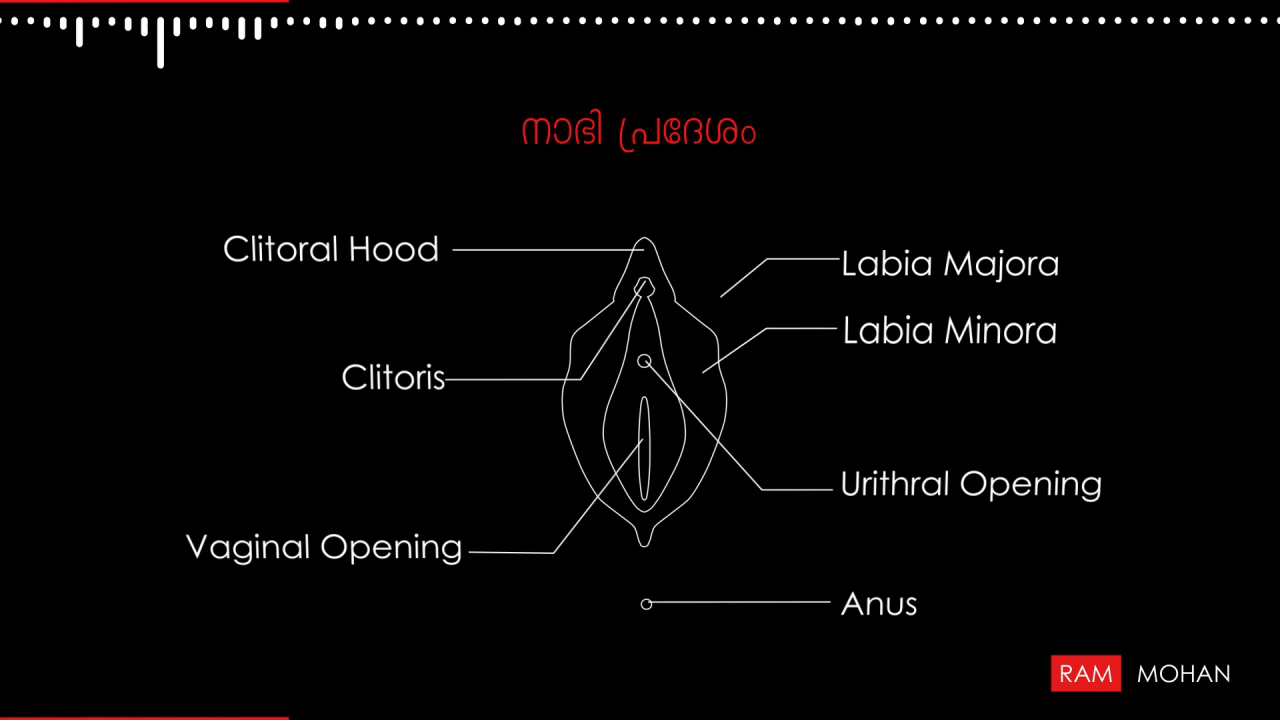 നാഭി പ്രദേശം
Clitoral Hood
Labia Majora
Labia Minora
Clitoris
Urithral Opening
Vaginal Opening
Anus
RAM MOHAN